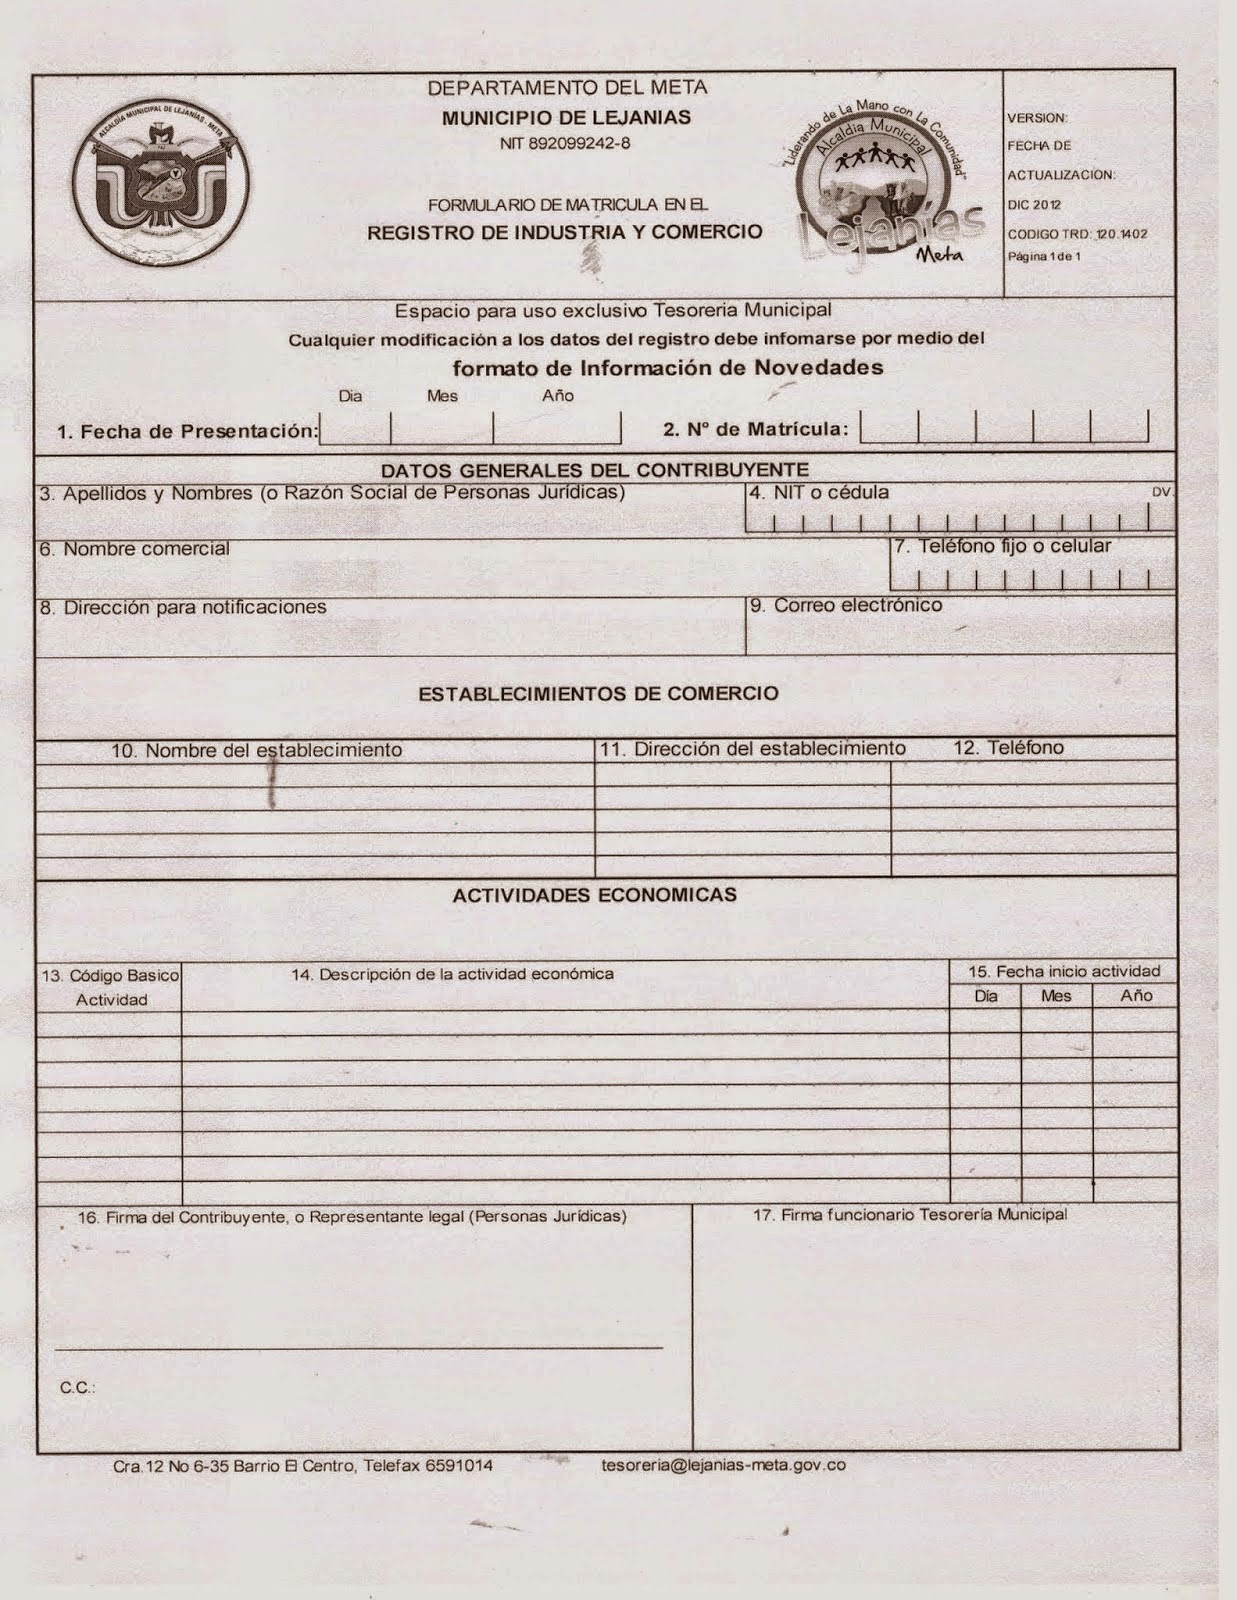 DEPARTAMENTO DEL META
MUNICIPIO DE LEJANIAS
NIT 892099242-8
FORMULARIO DE MATRICULA EN EL
REGISTRO DE INDUSTRIA Y COMERCIO
ALCALDIA MUNICIPAL DE LEJANIAS - META
"Liderando de La Mano con La Comunidad"
Alcaldia Municipal
Lejanías
Meta
VERSION:
FECHA DE
ACTUALIZACION:
DIC 2012
CODIGO TRD: 120.1402
Página 1 de 1
Espacio para uso exclusivo Tesoreria Municipal
Cualquier modificación a los datos del registro debe infomarse por medio del
formato de Información de Novedades
Dia Mes Año
1. Fecha de Presentación: 2. N° de Matrícula:
DATOS GENERALES DEL CONTRIBUYENTE
3. Apellidos y Nombres (o Razón Social de Personas Jurídicas) 4. NIT o cédula DV.
6. Nombre comercial 7. Teléfono fijo o celular
8. Dirección para notificaciones 9. Correo electrónico
ESTABLECIMIENTOS DE COMERCIO
10. Nombre del establecimiento 11. Dirección del establecimiento 12. Teléfono
ACTIVIDADES ECONOMICAS
13. Código Basico 14. Descripción de la actividad económica 15. Fecha inicio actividad
Actividad Día Mes Año
16. Firma del Contribuyente, o Representante legal (Personas Jurídicas) 17. Firma funcionario Tesorería Municipal
C.C.:
Cra.12 No 6-35 Barrio El Centro, Telefax 6591014 tesoreria@lejanias-meta.gov.co